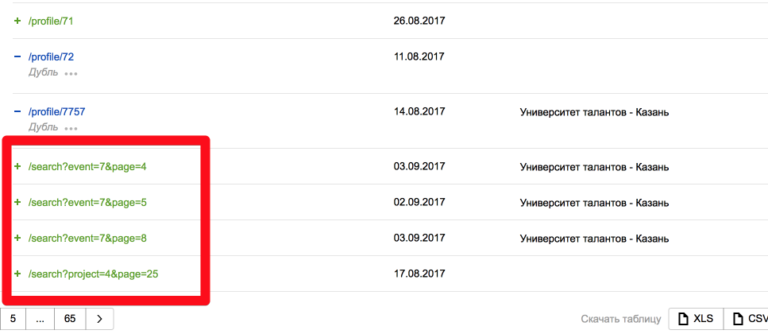 + /profile/71 26.08.2017
− /profile/72 11.08.2017
Дубль ...
− /profile/7757 14.08.2017 Университет талантов - Казань
Дубль ...
+ /search?event=7&page=4 03.09.2017 Университет талантов - Казань
+ /search?event=7&page=5 02.09.2017 Университет талантов - Казань
+ /search?event=7&page=8 03.09.2017 Университет талантов - Казань
+ /search?project=4&page=25 17.08.2017
5 ... 65 > Скачать таблицу XLS CSV